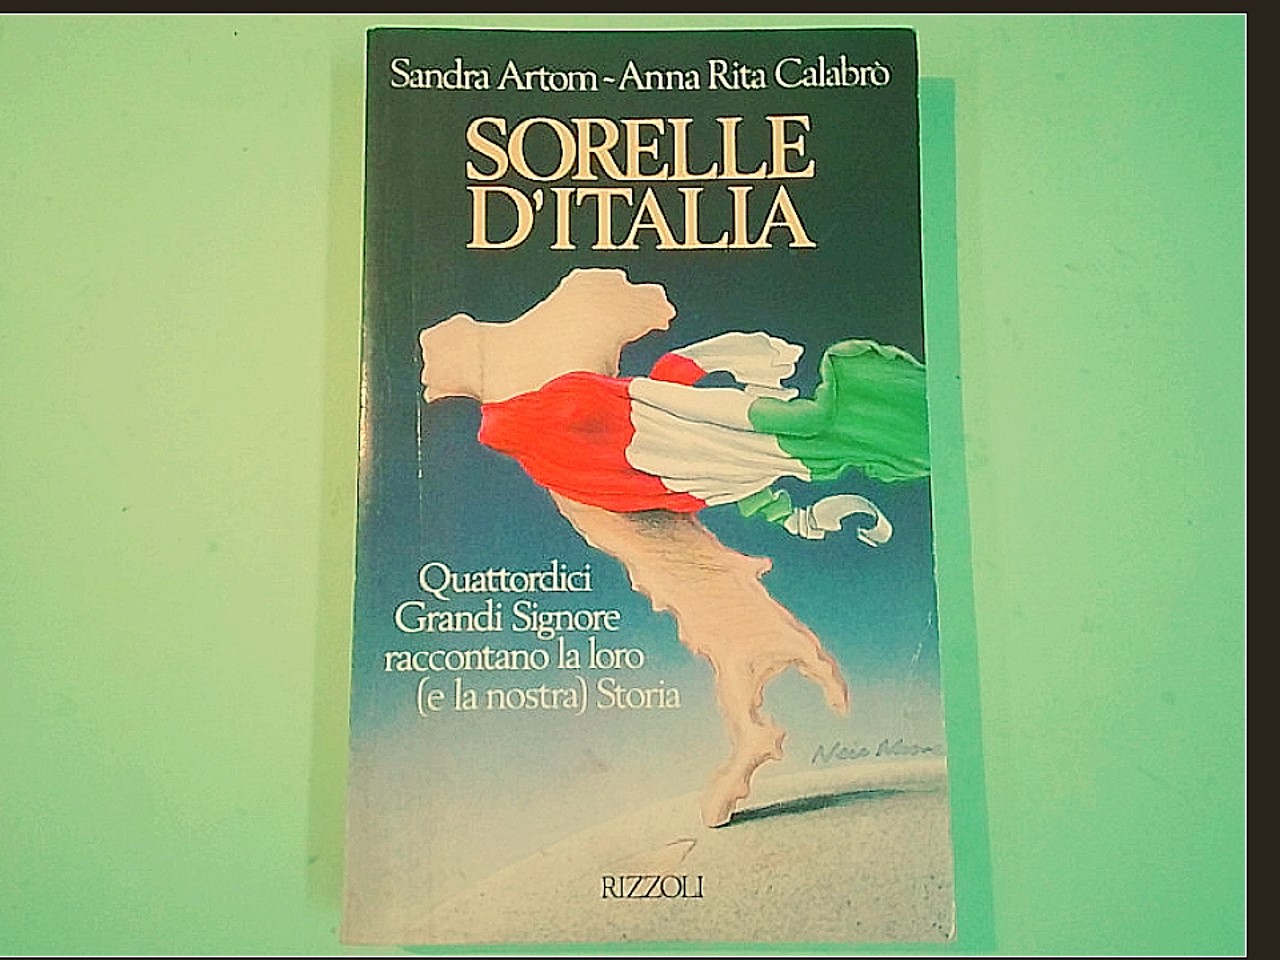 Sandra Artom~Anna Rita Calabrò
SORELLE
D'ITALIA
Quattordici
Grandi Signore
raccontano la loro
(e la nostra) Storia
RIZZOLI